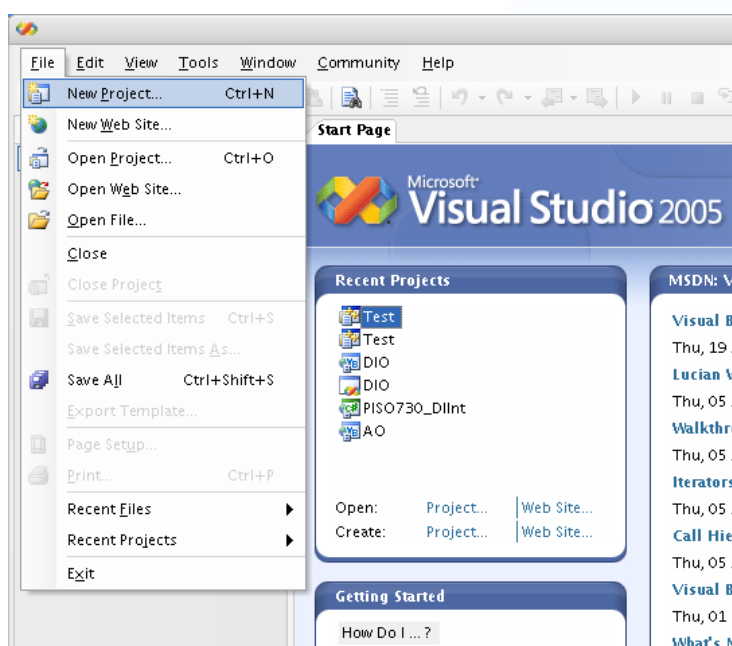 File Edit View Tools Window Community Help
New Project... Ctrl+N
New Web Site...
Open Project... Ctrl+O
Open Web Site...
Open File...
Close
Close Project
Save Selected Items Ctrl+S
Save Selected Items As...
Save All Ctrl+Shift+S
Export Template...
Page Setup...
Print... Ctrl+P
Recent Files
Recent Projects
Exit
Start Page
Microsoft
Visual Studio 2005
Recent Projects
Test
Test
DIO
DIO
PISO730_DIInt
AO
Open: Project... Web Site...
Create: Project... Web Site...
Getting Started
How Do I ...?
MSDN: V
Visual B
Thu, 19
Lucian
Thu, 05
Walkthr
Thu, 05
Iterators
Thu, 05
Call Hie
Thu, 05
Visual B
Thu, 01
What's